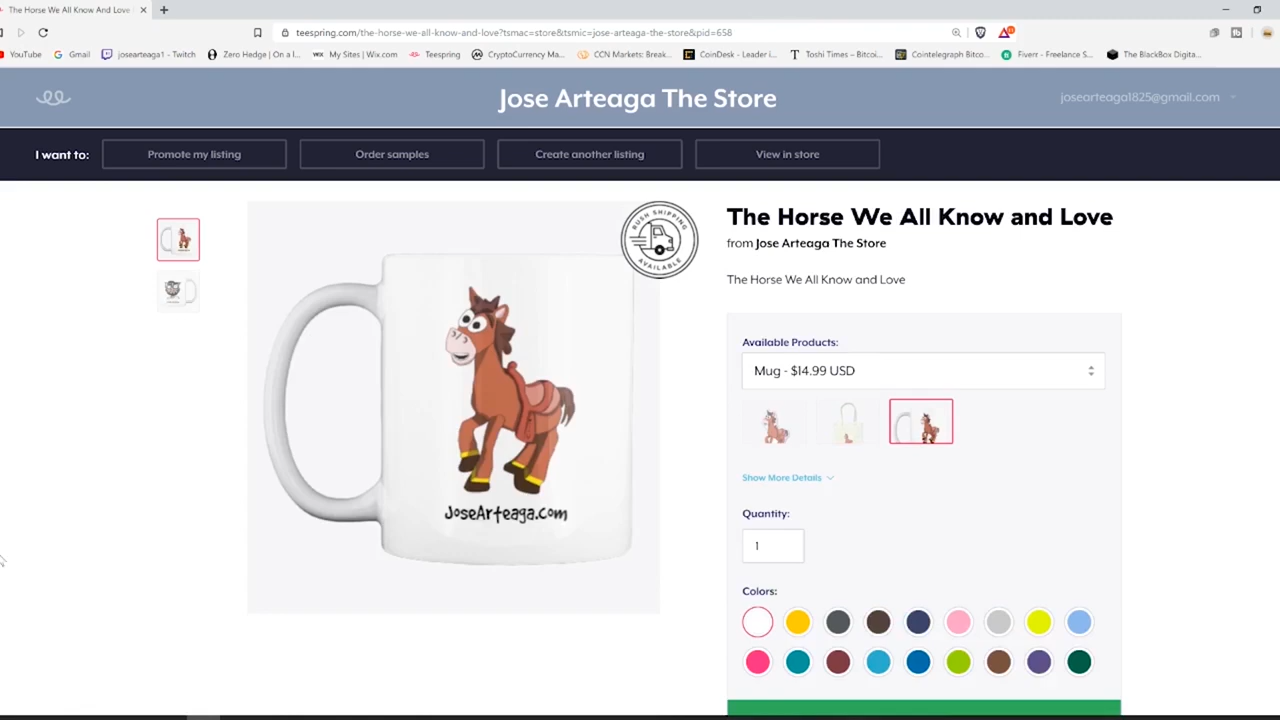 The Horse We All Know And Love
teespring.com/the-horse-we-all-know-and-love?tsmac=store&tsmic=jose-arteaga-the-store&pid=658
YouTube
Gmail
josearteaga1 - Twitch
Zero Hedge | On a l...
My Sites | Wix.com
Teespring
CryptoCurrency Ma...
CCN Markets: Break...
CoinDesk - Leader i...
Toshi Times – Bitcoi...
Cointelegraph Bitco...
Fiverr - Freelance S...
The BlackBox Digita...
Jose Arteaga The Store
josearteaga1825@gmail.com
I want to:
Promote my listing
Order samples
Create another listing
View in store
RUSH SHIPPING
AVAILABLE
JoseArteaga.com
The Horse We All Know and Love
from Jose Arteaga The Store
The Horse We All Know and Love
Available Products:
Mug - $14.99 USD
Show More Details
Quantity:
1
Colors: